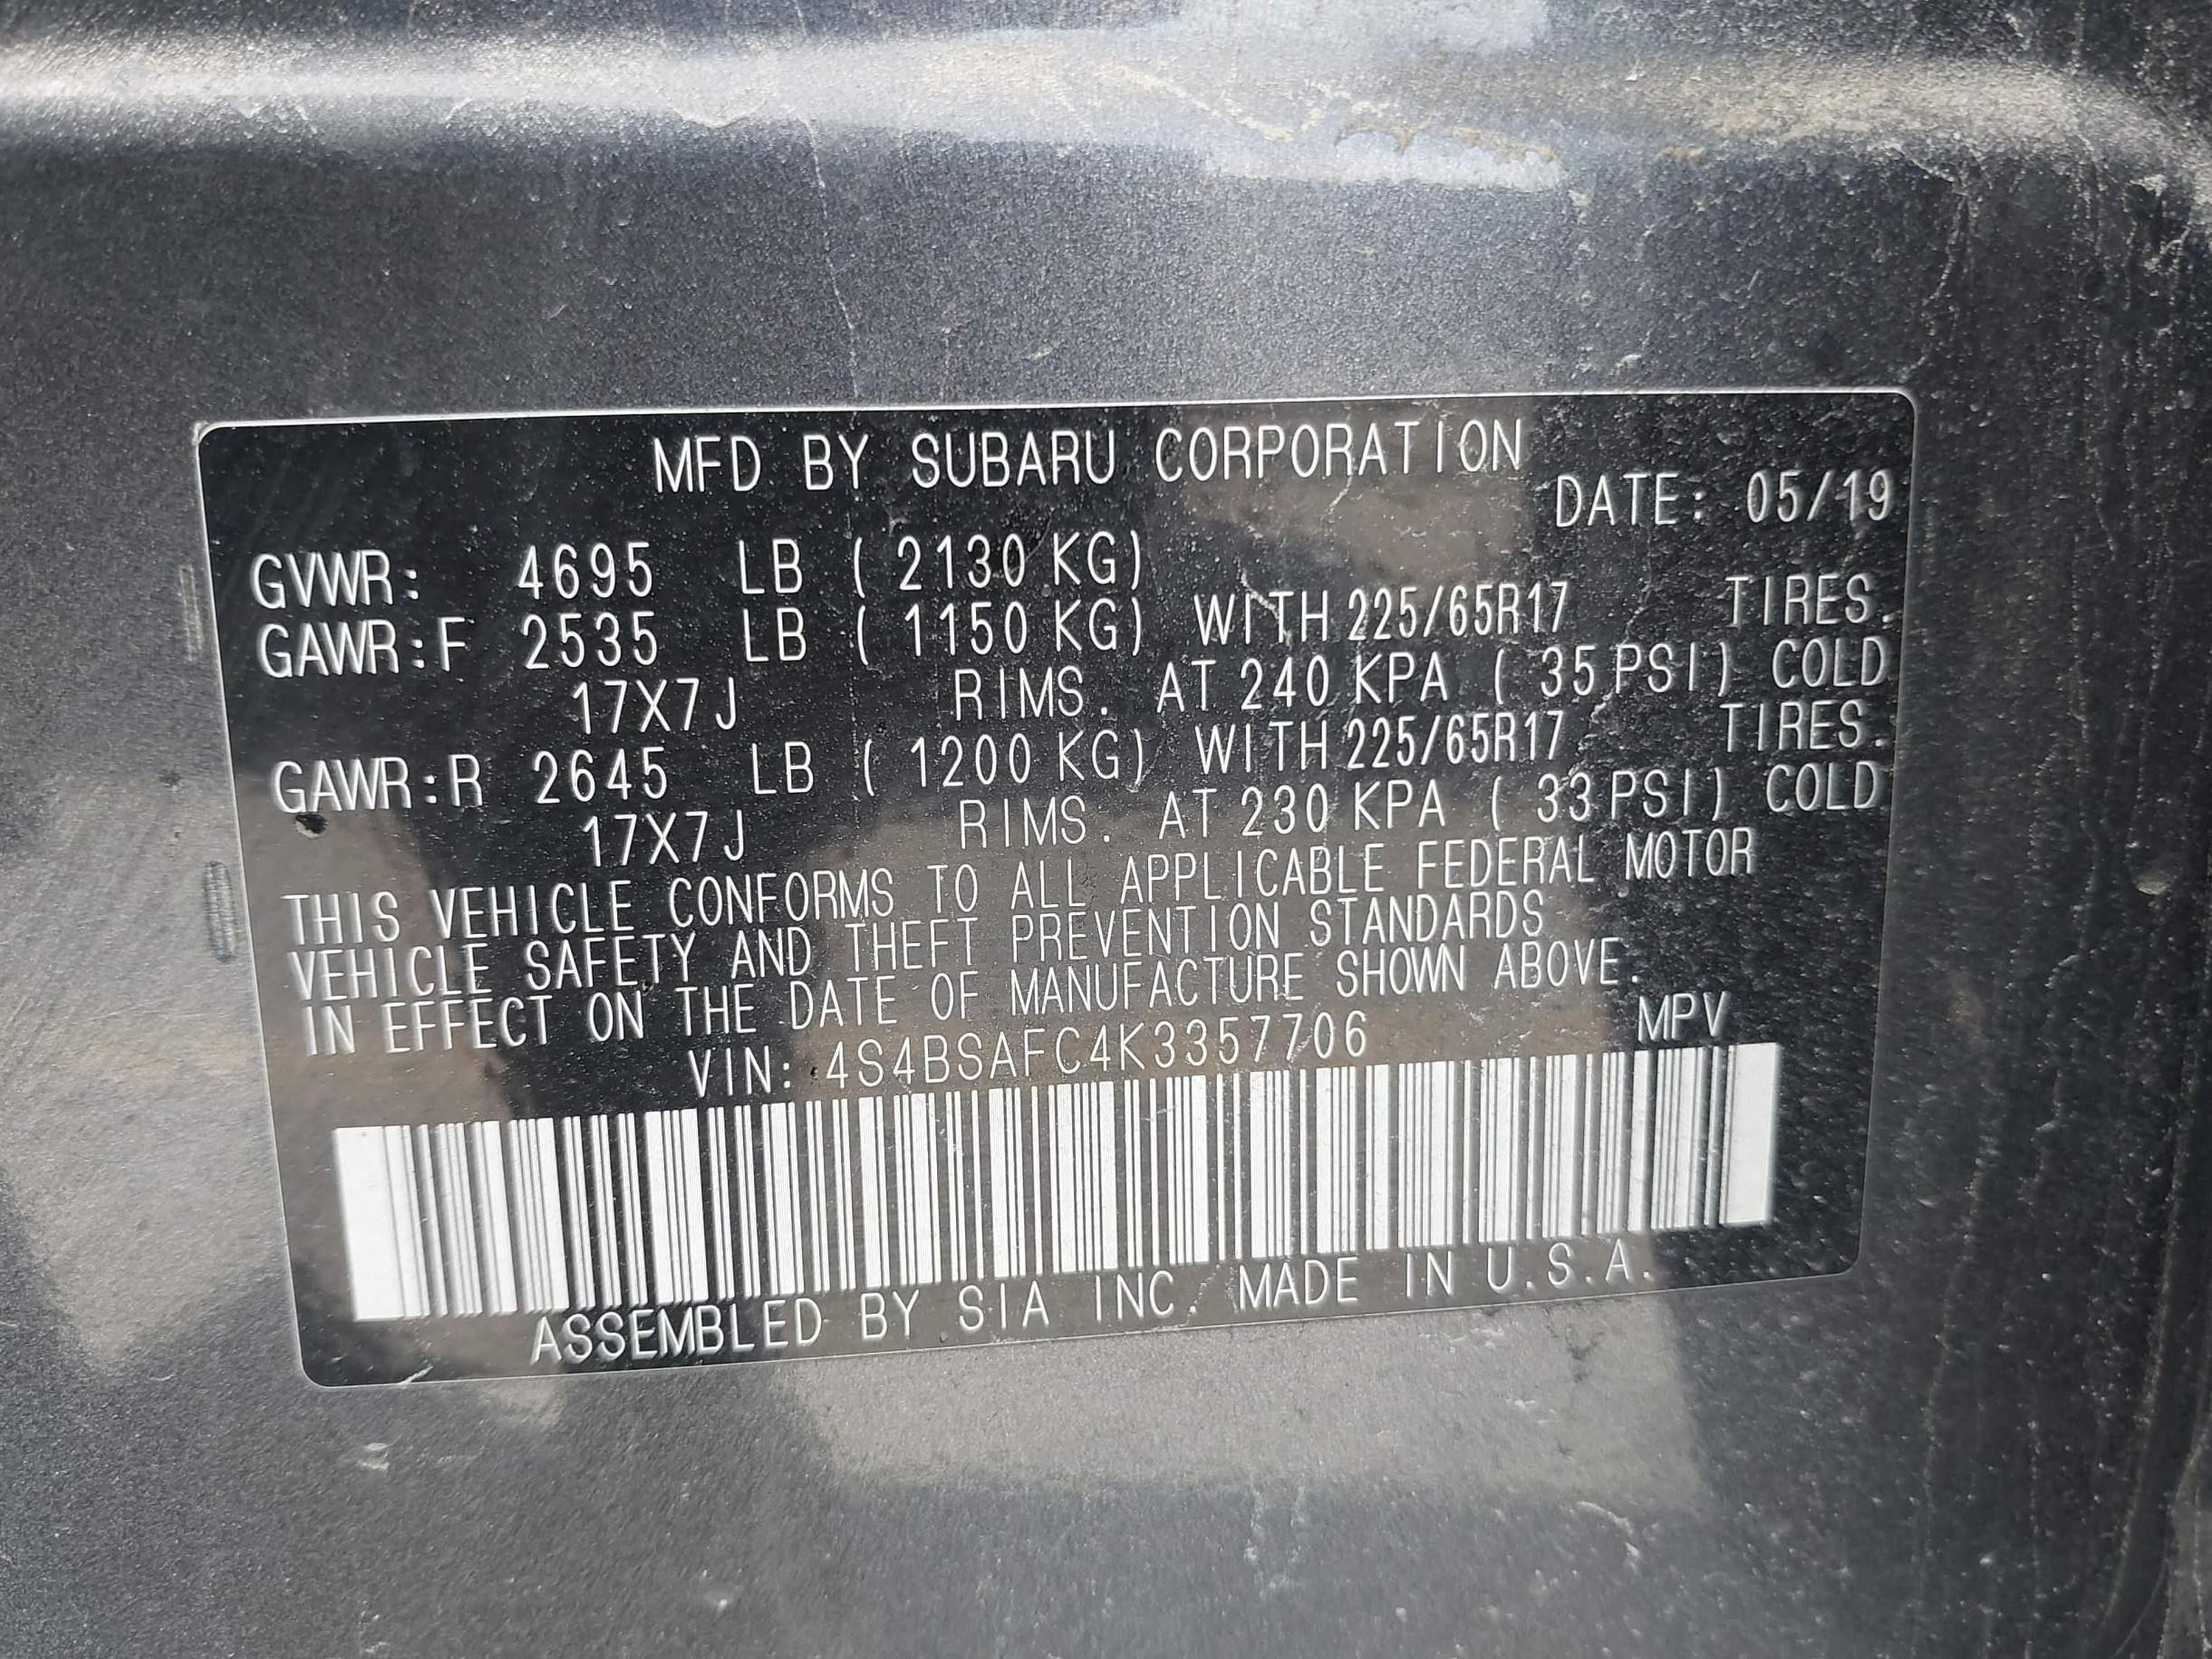 MFD BY SUBARU CORPORATION
DATE: 05/19
GVWR: 4695 LB ( 2130 KG)
GAWR:F 2535 LB ( 1150 KG) WITH 225/65R17 TIRES.
17X7J RIMS. AT 240 KPA ( 35 PSI) COLD
GAWR:R 2645 LB ( 1200 KG) WITH 225/65R17 TIRES.
17X7J RIMS. AT 230 KPA ( 33 PSI) COLD
THIS VEHICLE CONFORMS TO ALL APPLICABLE FEDERAL MOTOR
VEHICLE SAFETY AND THEFT PREVENTION STANDARDS
IN EFFECT ON THE DATE OF MANUFACTURE SHOWN ABOVE.
VIN: 4S4BSAFC4K3357706 MPV
ASSEMBLED BY SIA INC. MADE IN U.S.A.